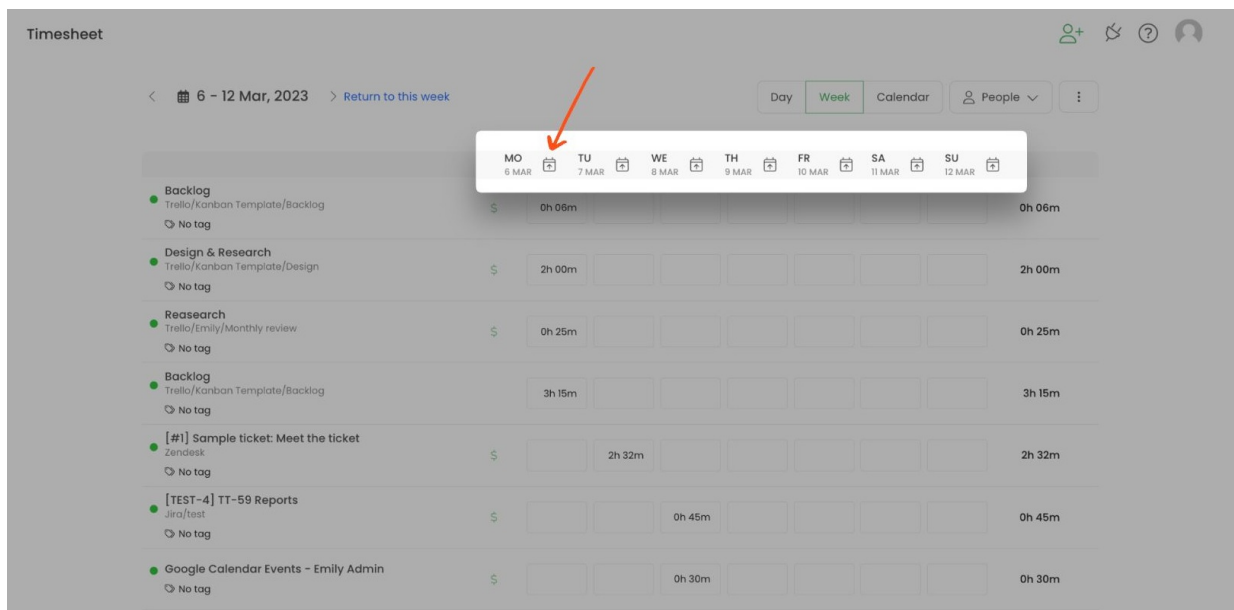 Timesheet
6 - 12 Mar, 2023 Return to this week Day Week Calendar People
MO TU WE TH FR SA SU
6 MAR 7 MAR 8 MAR 9 MAR 10 MAR 11 MAR 12 MAR
Backlog
Trello/Kanban Template/Backlog
$ 0h 06m 0h 06m
No tag
Design & Research
Trello/Kanban Template/Design
$ 2h 00m 2h 00m
No tag
Reasearch
Trello/Emily/Monthly review
$ 0h 25m 0h 25m
No tag
Backlog
Trello/Kanban Template/Backlog
3h 15m 3h 15m
No tag
[#1] Sample ticket: Meet the ticket
Zendesk
$ 2h 32m 2h 32m
No tag
[TEST-4] TT-59 Reports
Jira/test
$ 0h 45m 0h 45m
No tag
Google Calendar Events - Emily Admin
$ 0h 30m 0h 30m
No tag